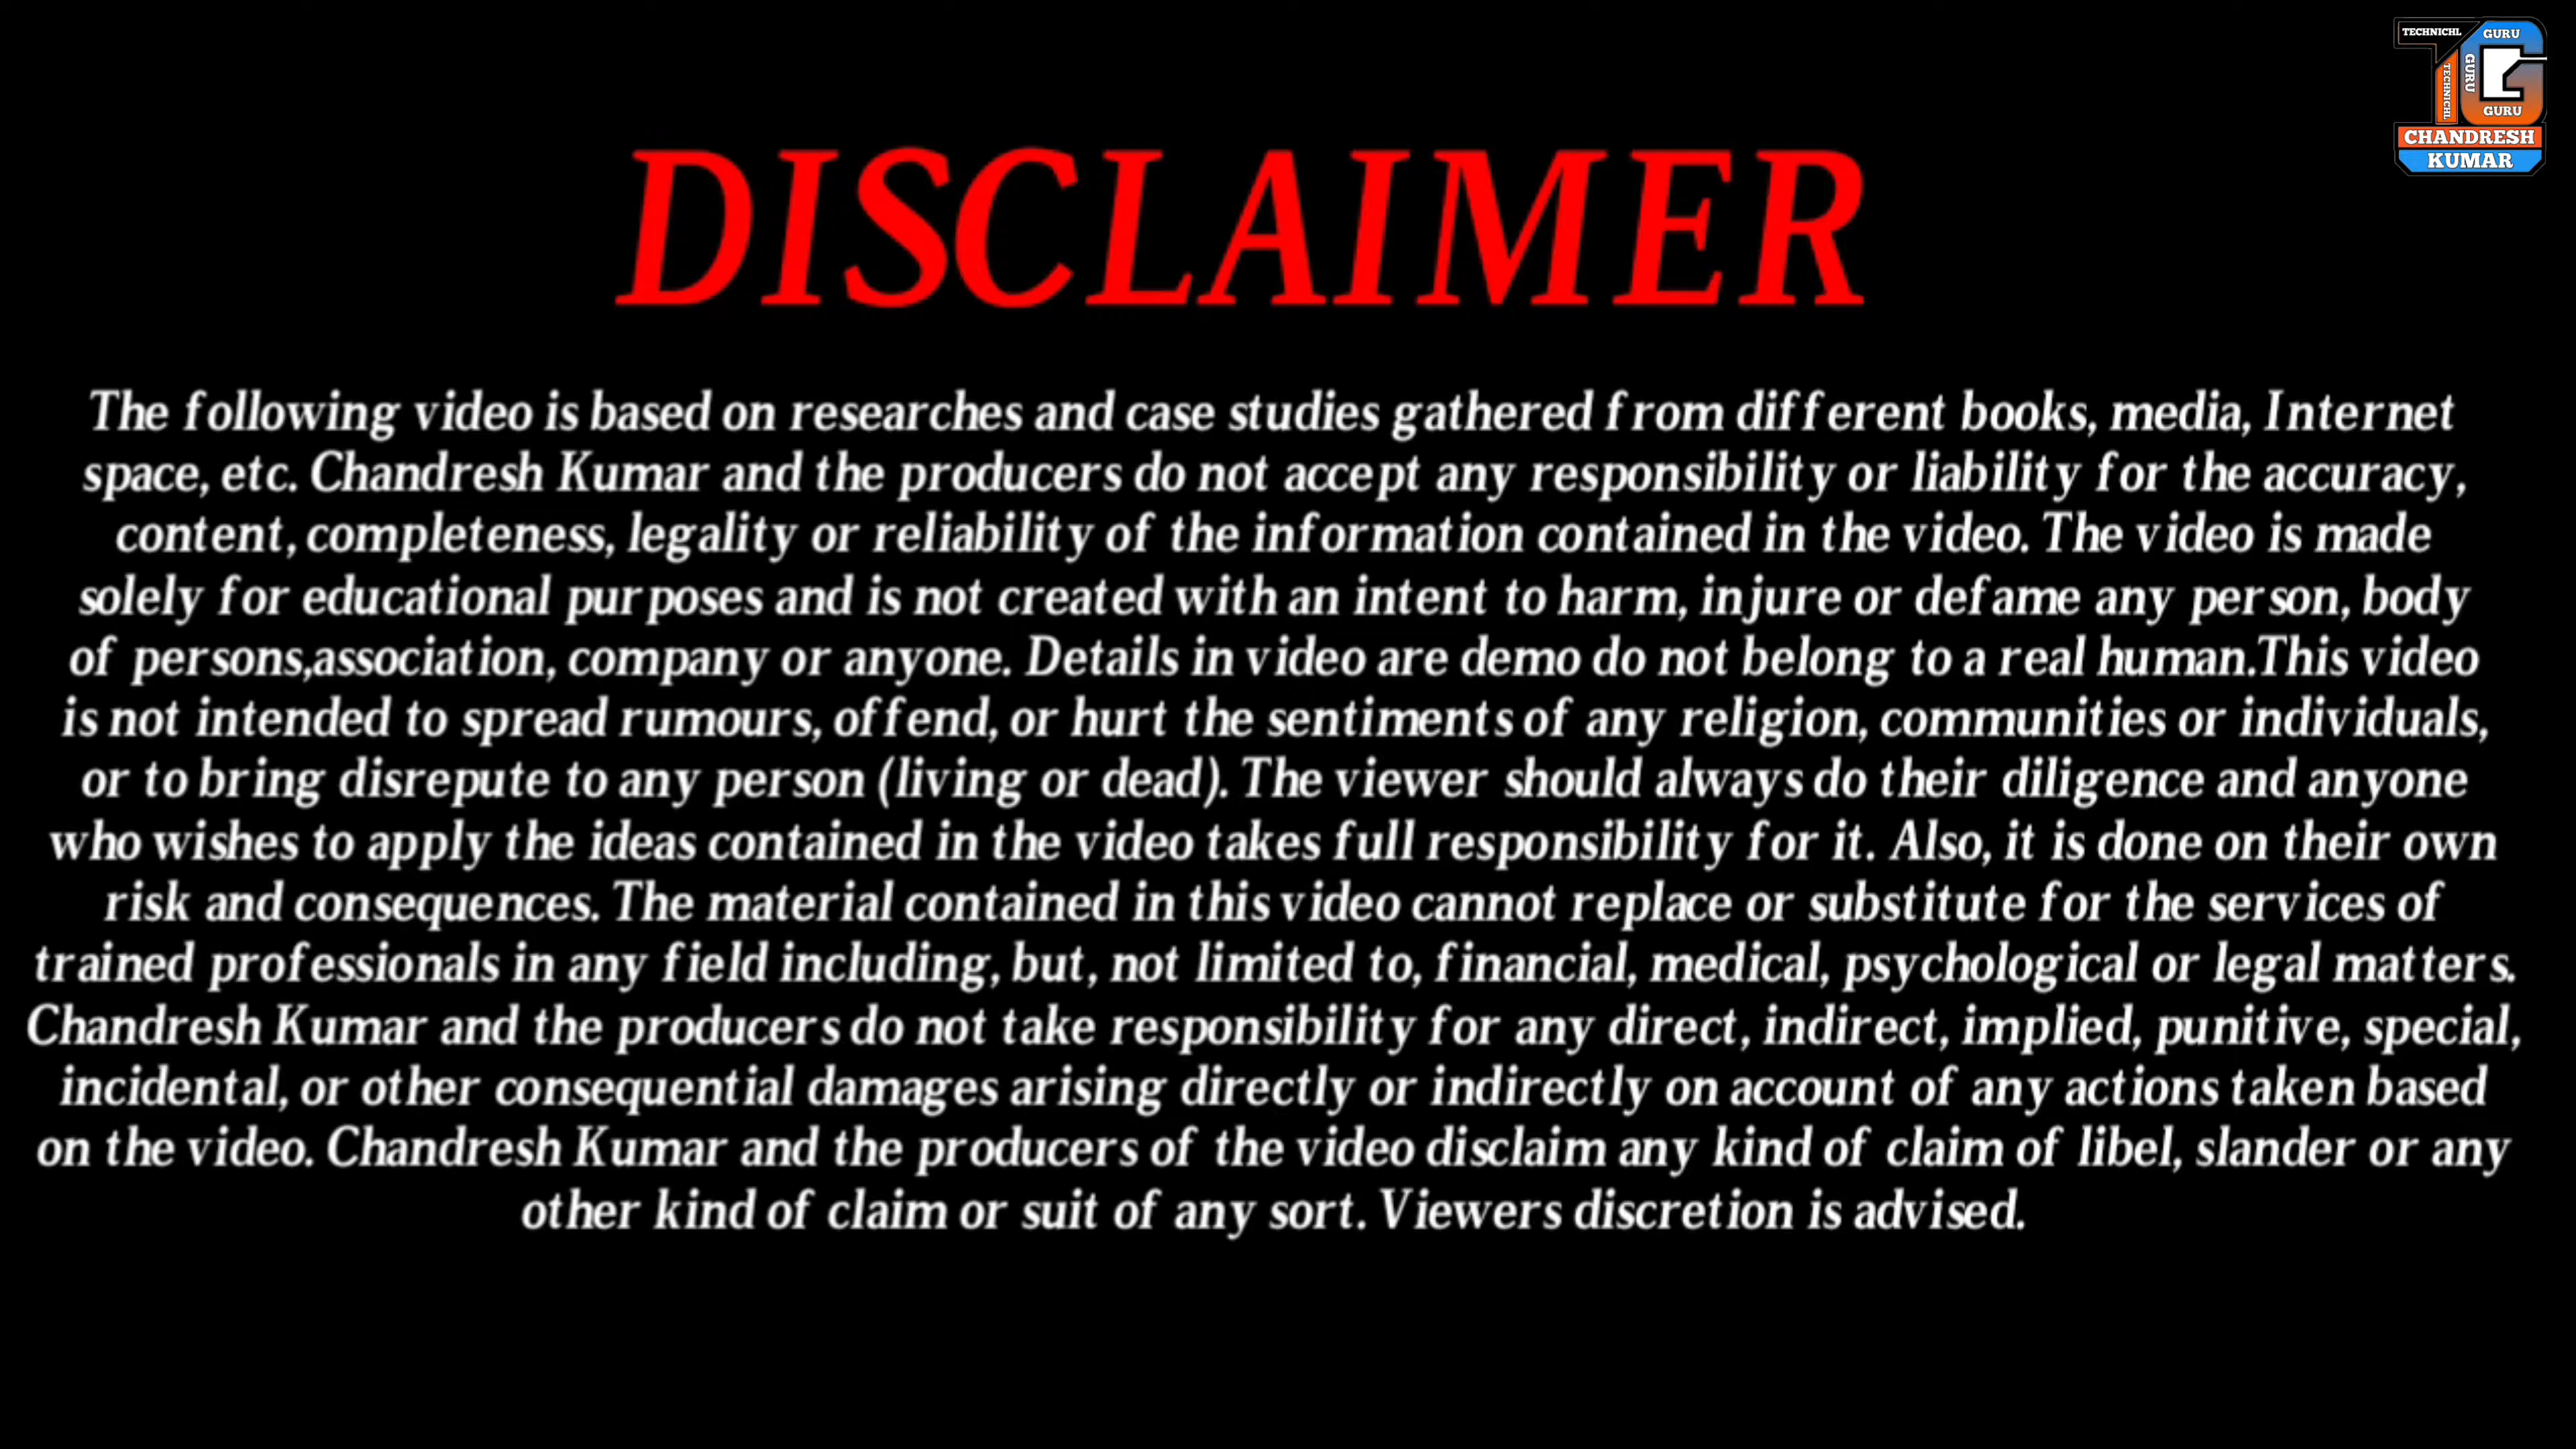 TECHNICHL GURU
TECHNICHL
GURU
GURU
CHANDRESH
KUMAR
DISCLAIMER
The following video is based on researches and case studies gathered from different books, media, Internet
space, etc. Chandresh Kumar and the producers do not accept any responsibility or liability for the accuracy,
content, completeness, legality or reliability of the information contained in the video. The video is made
solely for educational purposes and is not created with an intent to harm, injure or defame any person, body
of persons,association, company or anyone. Details in video are demo do not belong to a real human.This video
is not intended to spread rumours, offend, or hurt the sentiments of any religion, communities or individuals,
or to bring disrepute to any person (living or dead). The viewer should always do their diligence and anyone
who wishes to apply the ideas contained in the video takes full responsibility for it. Also, it is done on their own
risk and consequences. The material contained in this video cannot replace or substitute for the services of
trained professionals in any field including, but, not limited to, financial, medical, psychological or legal matters.
Chandresh Kumar and the producers do not take responsibility for any direct, indirect, implied, punitive, special,
incidental, or other consequential damages arising directly or indirectly on account of any actions taken based
on the video. Chandresh Kumar and the producers of the video disclaim any kind of claim of libel, slander or any
other kind of claim or suit of any sort. Viewers discretion is advised.